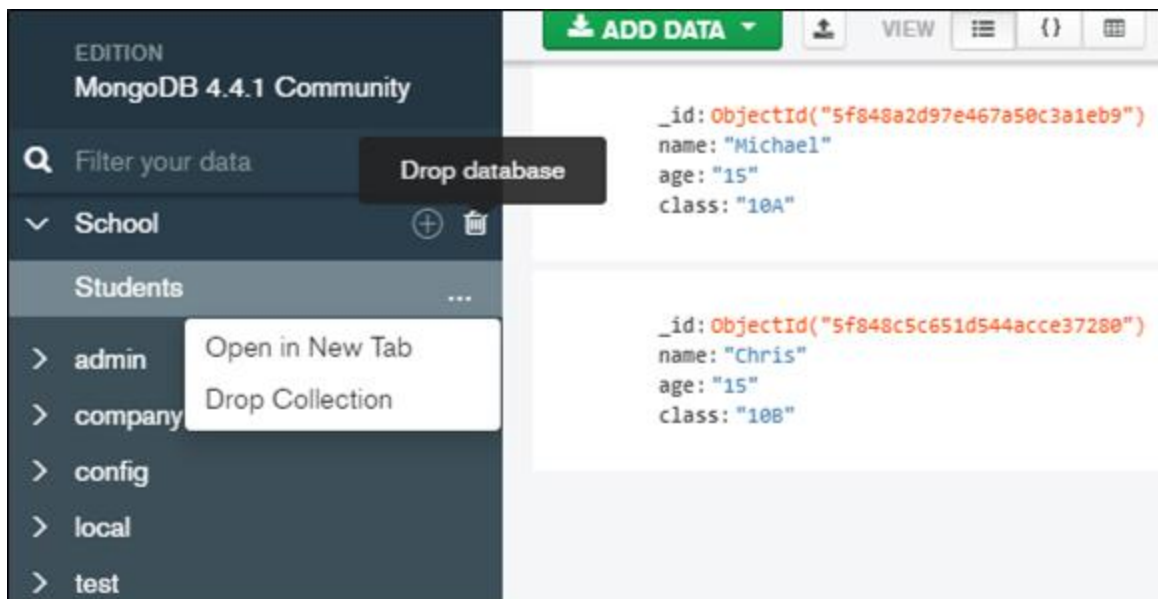 EDITION
MongoDB 4.4.1 Community
Filter your data
Drop database
School
Students
...
Open in New Tab
Drop Collection
admin
company
config
local
test
ADD DATA
VIEW
{}
_id: ObjectId("5f848a2d97e467a50c3a1eb9")
name: "Michael"
age: "15"
class: "10A"
_id: ObjectId("5f848c5c651d544acce37280")
name: "Chris"
age: "15"
class: "10B"